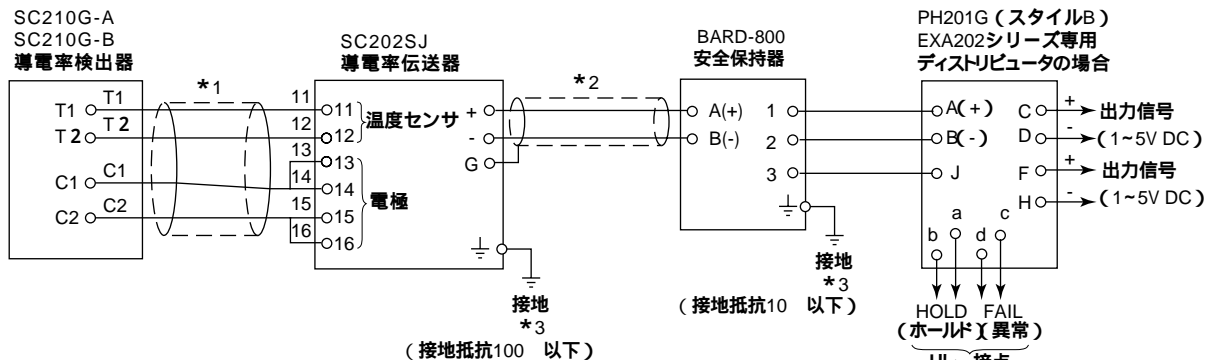 SC210G-A
SC210G-B
導電率検出器
SC202SJ
導電率伝送器
BARD-800
安全保持器
PH201G(スタイルB)
EXA202シリーズ専用
ディストリビュータの場合
*1
*2
T1 T1 11 11
T2 T2 12 12
温度センサ
13 13
C1 C1 14 14
電極
C2 C2 15 15
16 16
+
-
G
A(+) 1
B(-) 2
3
A(+) C + 出力信号
B(-) D - (1~5V DC)
J F + 出力信号
H - (1~5V DC)
b a d c
接地
*3
(接地抵抗100 以下)
接地
*3
(接地抵抗10 以下)
HOLD FAIL
(ホールド)(異常)
接点